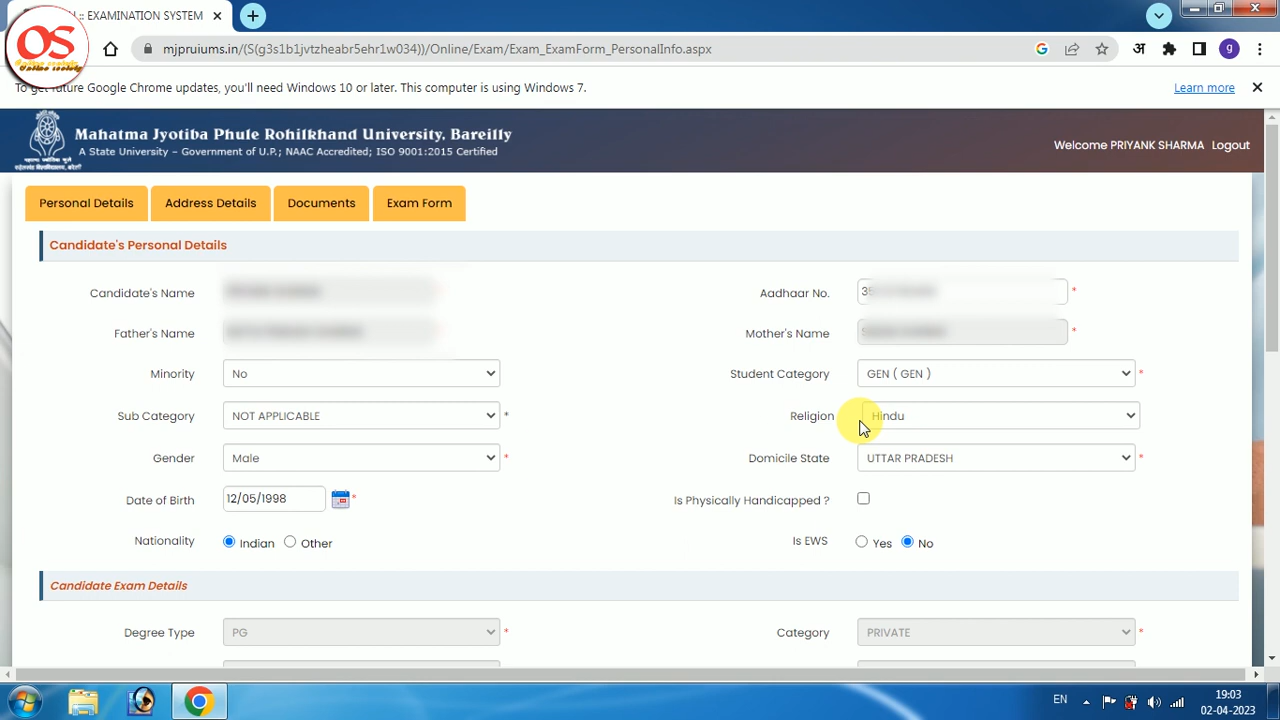 :: EXAMINATION SYSTEM
OS
Online society
mjpruiums.in/(S(g3s1b1jvtzheabr5ehr1w034))/Online/Exam/Exam_ExamForm_PersonalInfo.aspx
अ
g
To get future Google Chrome updates, you'll need Windows 10 or later. This computer is using Windows 7.
Learn more
Mahatma Jyotiba Phule Rohilkhand University, Bareilly
A State University – Government of U.P.; NAAC Accredited; ISO 9001:2015 Certified
Welcome PRIYANK SHARMA Logout
Personal Details Address Details Documents Exam Form
Candidate's Personal Details
Candidate's Name
Aadhaar No. 35 *
Father's Name
Mother's Name *
Minority No
Student Category GEN ( GEN ) *
Sub Category NOT APPLICABLE *
Religion Hindu
Gender Male *
Domicile State UTTAR PRADESH *
Date of Birth 12/05/1998 *
Is Physically Handicapped ?
Nationality Indian Other
Is EWS Yes No
Candidate Exam Details
Degree Type PG *
Category PRIVATE *
EN
19:03
02-04-2023